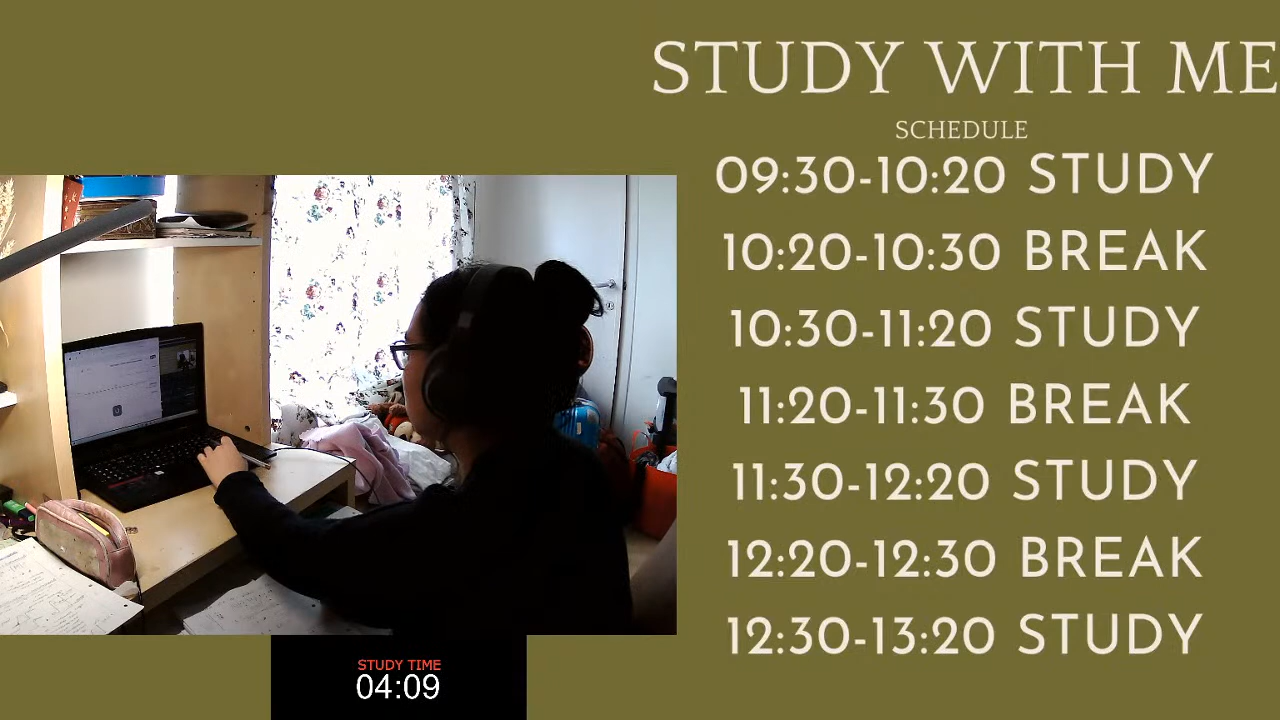 STUDY WITH ME
SCHEDULE
09:30-10:20 STUDY
10:20-10:30 BREAK
10:30-11:20 STUDY
11:20-11:30 BREAK
11:30-12:20 STUDY
12:20-12:30 BREAK
12:30-13:20 STUDY
STUDY TIME
04:09